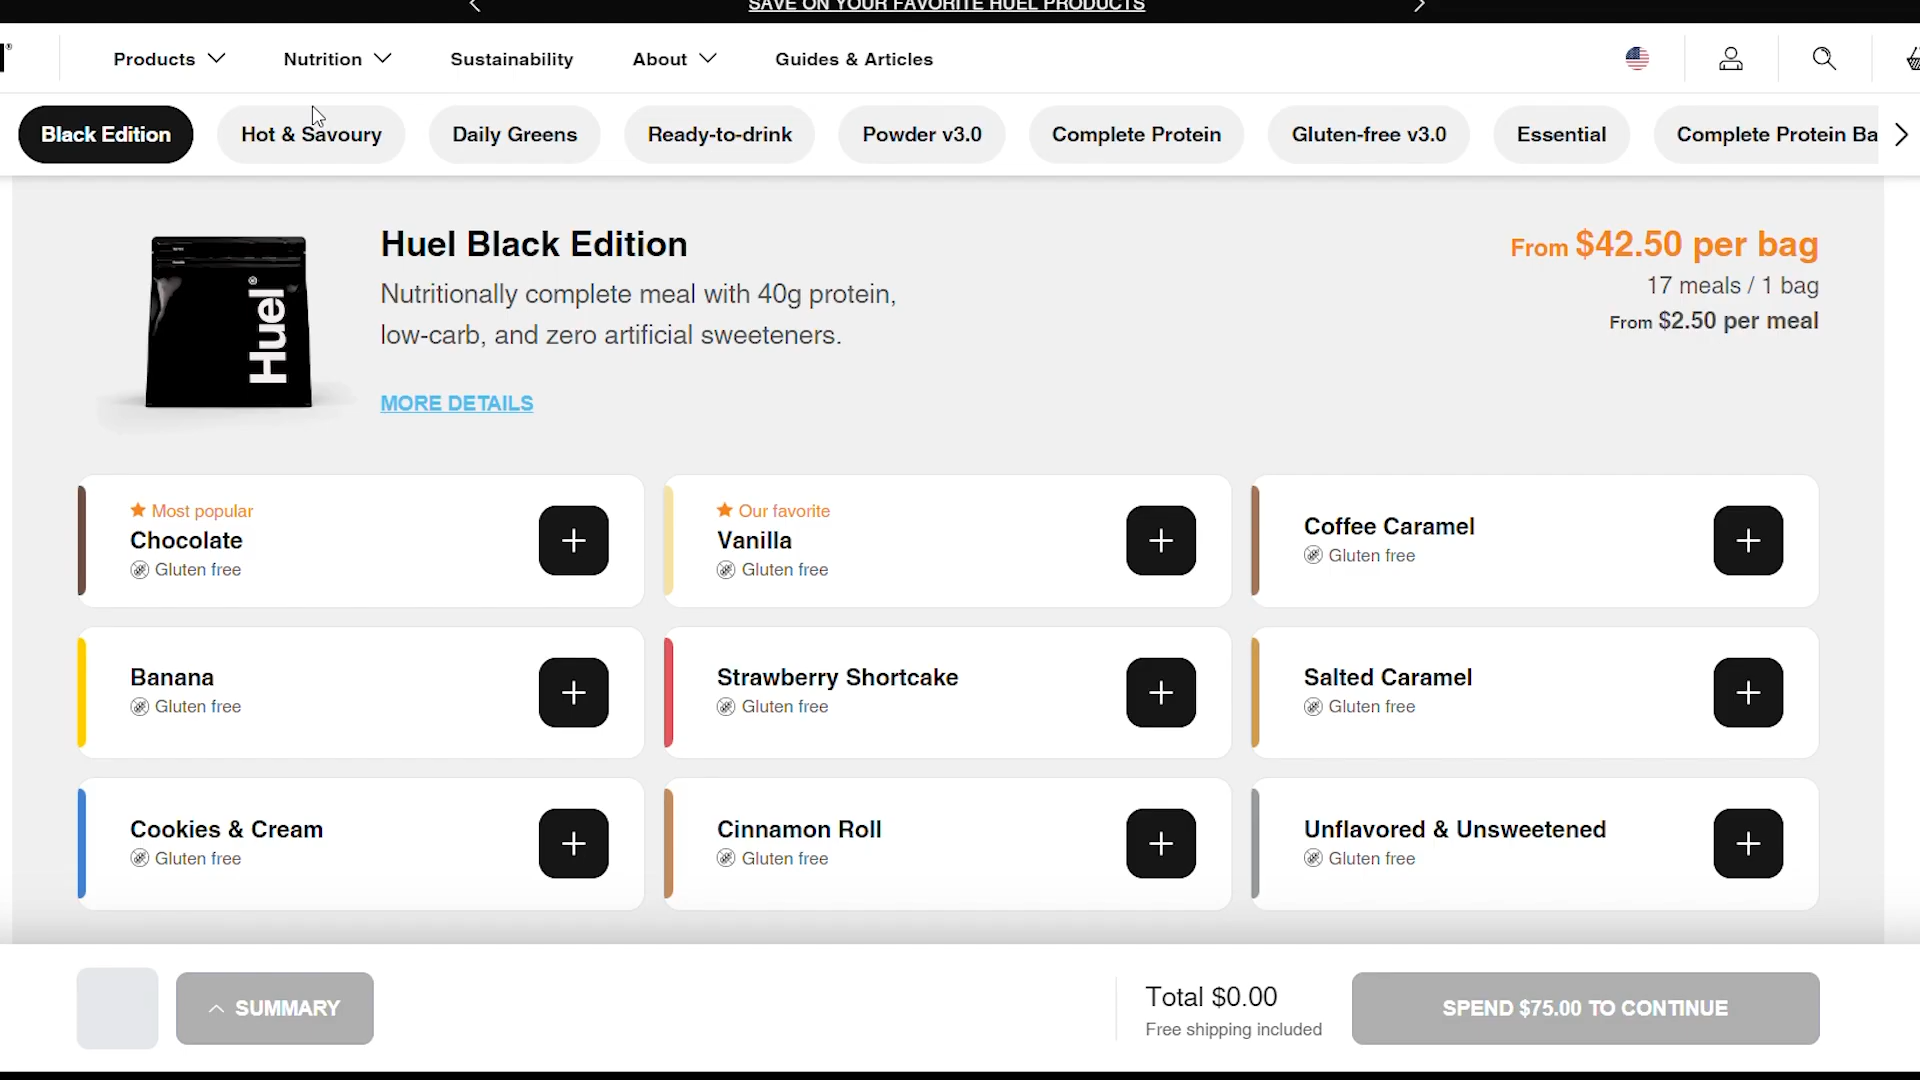 SAVE ON YOUR FAVORITE HUEL PRODUCTS
Products
Nutrition
Sustainability
About
Guides & Articles
Black Edition
Hot & Savoury
Daily Greens
Ready-to-drink
Powder v3.0
Complete Protein
Gluten-free v3.0
Essential
Complete Protein Ba
Huel®
Huel Black Edition
Nutritionally complete meal with 40g protein,
low-carb, and zero artificial sweeteners.
MORE DETAILS
From $42.50 per bag
17 meals / 1 bag
From $2.50 per meal
Most popular
Chocolate
Gluten free
Our favorite
Vanilla
Gluten free
Coffee Caramel
Gluten free
Banana
Gluten free
Strawberry Shortcake
Gluten free
Salted Caramel
Gluten free
Cookies & Cream
Gluten free
Cinnamon Roll
Gluten free
Unflavored & Unsweetened
Gluten free
SUMMARY
Total $0.00
Free shipping included
SPEND $75.00 TO CONTINUE